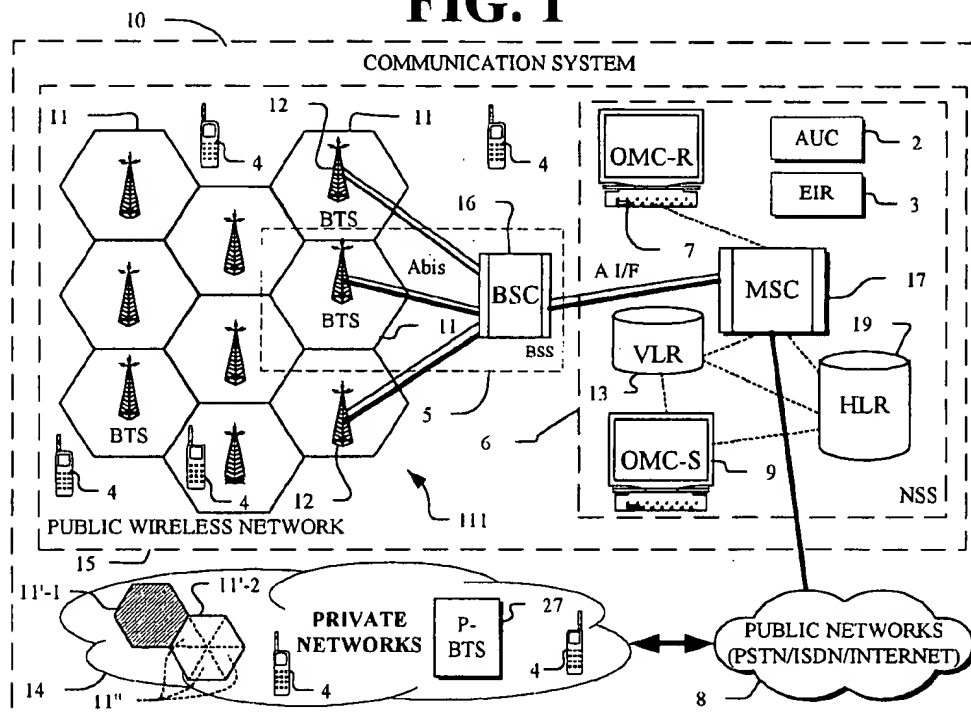 FIG. 1
10
COMMUNICATION SYSTEM
11
12
11
4
4
OMC-R
AUC
2
EIR
3
BTS
16
7
Abis
BSC
A I/F
MSC
17
BTS
11
BSS
VLR
19
13
HLR
5
6
BTS
OMC-S
9
4
4
12
111
NSS
PUBLIC WIRELESS NETWORK
15
11'-1
11'-2
PRIVATE
NETWORKS
P-
BTS
27
PUBLIC NETWORKS
(PSTN/ISDN/INTERNET)
14
11"
4
4
8